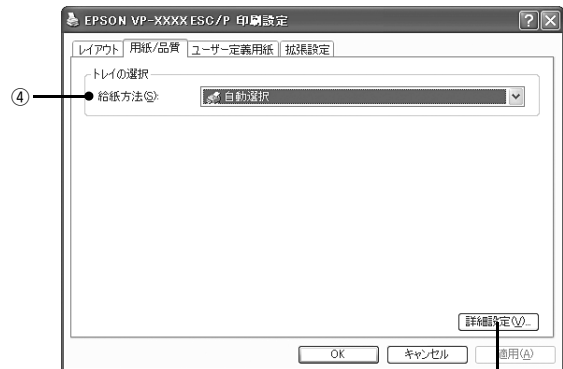 EPSON VP-XXXX ESC/P 印刷設定
レイアウト 用紙/品質 ユーザー定義用紙 拡張設定
トレイの選択
④ 給紙方法(S): 自動選択
詳細設定(V)...
OK キャンセル 適用(A)